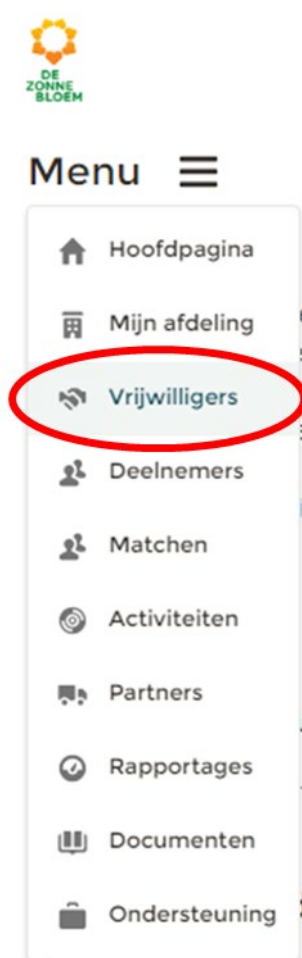 DE
ZONNE
BLOEM
Menu
Hoofdpagina
Mijn afdeling
Vrijwilligers
Deelnemers
Matchen
Activiteiten
Partners
Rapportages
Documenten
Ondersteuning